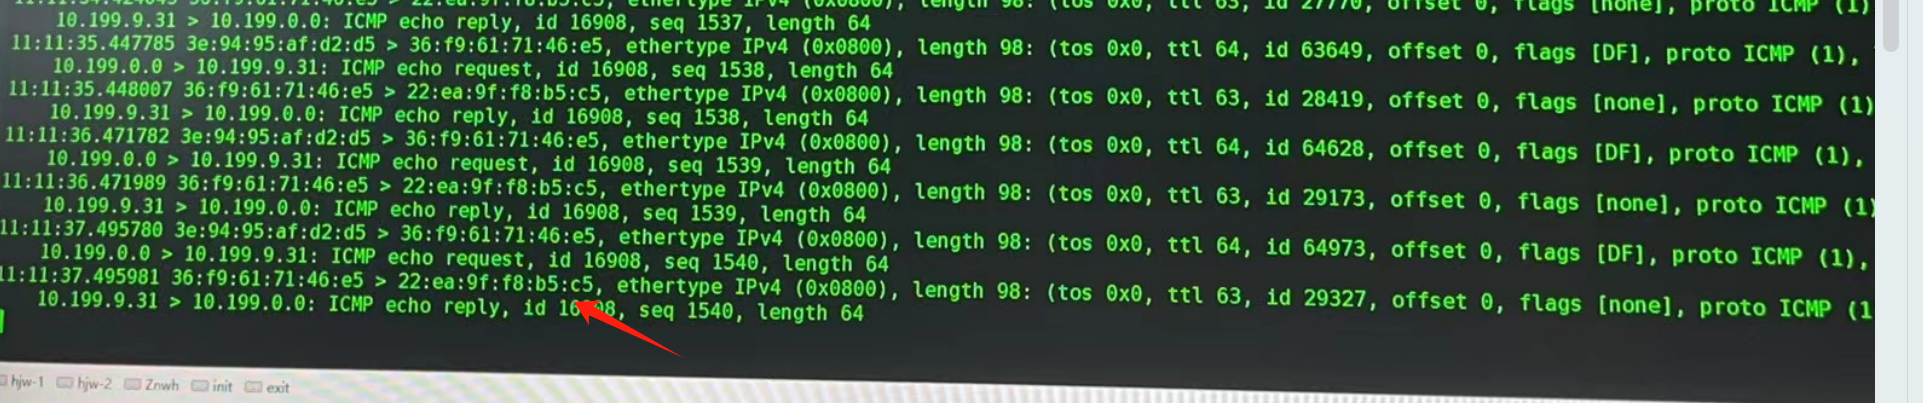 ethertype IPv4 (0x0800), length 98: (tos 0x0, ttl 63, id 27770, offset 0, flags [none], proto ICMP (1)
10.199.9.31 > 10.199.0.0: ICMP echo reply, id 16908, seq 1537, length 64
11:11:35.447785 3e:94:95:af:d2:d5 > 36:f9:61:71:46:e5, ethertype IPv4 (0x0800), length 98: (tos 0x0, ttl 64, id 63649, offset 0, flags [DF], proto ICMP (1),
10.199.0.0 > 10.199.9.31: ICMP echo request, id 16908, seq 1538, length 64
11:11:35.448007 36:f9:61:71:46:e5 > 22:ea:9f:f8:b5:c5, ethertype IPv4 (0x0800), length 98: (tos 0x0, ttl 63, id 28419, offset 0, flags [none], proto ICMP (1)
10.199.9.31 > 10.199.0.0: ICMP echo reply, id 16908, seq 1538, length 64
11:11:36.471782 3e:94:95:af:d2:d5 > 36:f9:61:71:46:e5, ethertype IPv4 (0x0800), length 98: (tos 0x0, ttl 64, id 64628, offset 0, flags [DF], proto ICMP (1),
10.199.0.0 > 10.199.9.31: ICMP echo request, id 16908, seq 1539, length 64
11:11:36.471989 36:f9:61:71:46:e5 > 22:ea:9f:f8:b5:c5, ethertype IPv4 (0x0800), length 98: (tos 0x0, ttl 63, id 29173, offset 0, flags [none], proto ICMP (1)
10.199.9.31 > 10.199.0.0: ICMP echo reply, id 16908, seq 1539, length 64
11:11:37.495780 3e:94:95:af:d2:d5 > 36:f9:61:71:46:e5, ethertype IPv4 (0x0800), length 98: (tos 0x0, ttl 64, id 64973, offset 0, flags [DF], proto ICMP (1),
10.199.0.0 > 10.199.9.31: ICMP echo request, id 16908, seq 1540, length 64
11:11:37.495981 36:f9:61:71:46:e5 > 22:ea:9f:f8:b5:c5, ethertype IPv4 (0x0800), length 98: (tos 0x0, ttl 63, id 29327, offset 0, flags [none], proto ICMP (1
10.199.9.31 > 10.199.0.0: ICMP echo reply, id 16908, seq 1540, length 64
hjw-1 hjw-2 Znwh init exit